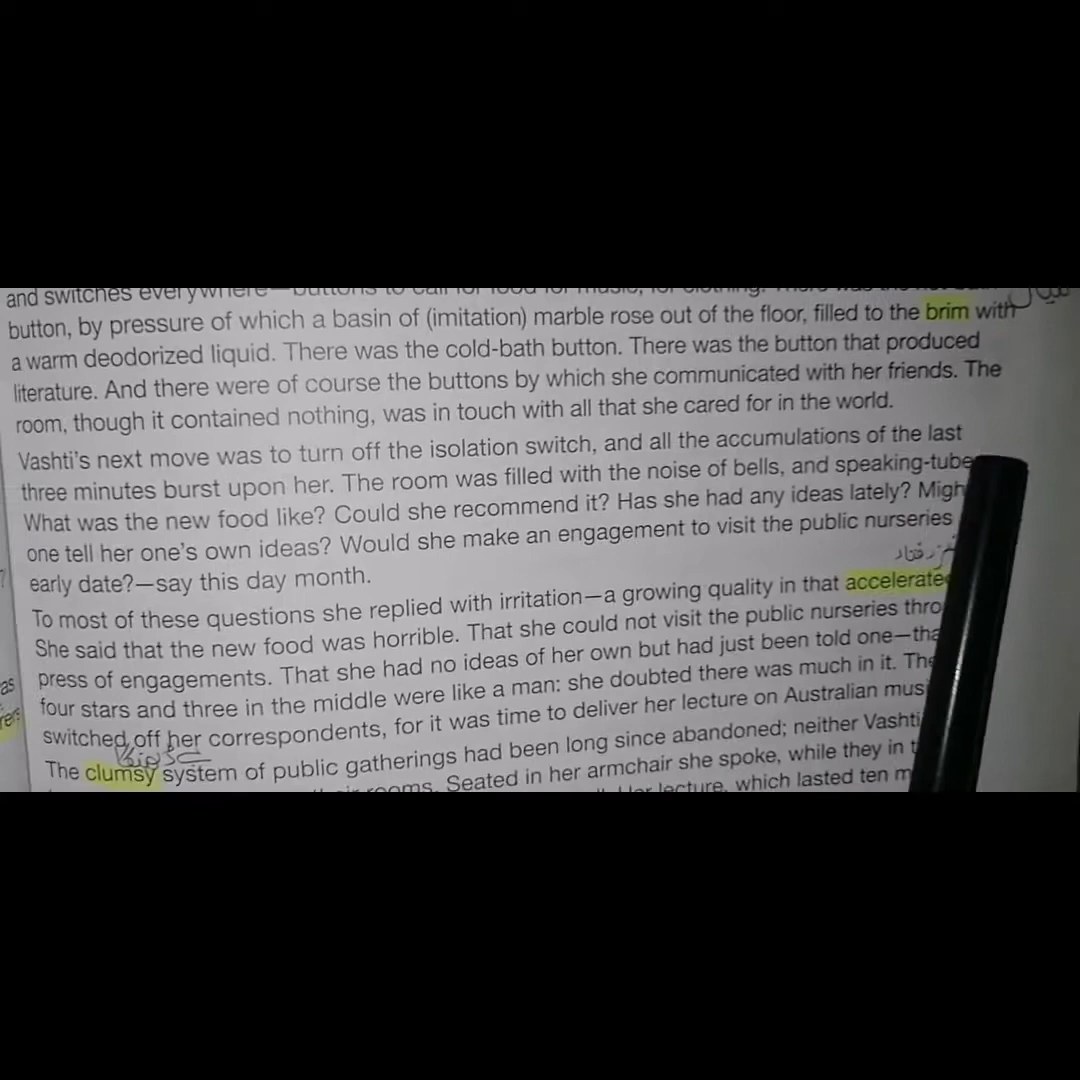 and switches everywhere—buttons to call for food for music, for clothing.
button, by pressure of which a basin of (imitation) marble rose out of the floor, filled to the brim with
a warm deodorized liquid. There was the cold-bath button. There was the button that produced
literature. And there were of course the buttons by which she communicated with her friends. The
room, though it contained nothing, was in touch with all that she cared for in the world.
Vashti's next move was to turn off the isolation switch, and all the accumulations of the last
three minutes burst upon her. The room was filled with the noise of bells, and speaking-tube
What was the new food like? Could she recommend it? Has she had any ideas lately? Migh
one tell her one's own ideas? Would she make an engagement to visit the public nurseries
early date?—say this day month.
To most of these questions she replied with irritation—a growing quality in that accelerate
She said that the new food was horrible. That she could not visit the public nurseries thro
press of engagements. That she had no ideas of her own but had just been told one—tha
four stars and three in the middle were like a man: she doubted there was much in it. The
switched off her correspondents, for it was time to deliver her lecture on Australian mus
The clumsy system of public gatherings had been long since abandoned; neither Vashti
rooms. Seated in her armchair she spoke, while they in t
Her lecture, which lasted ten m